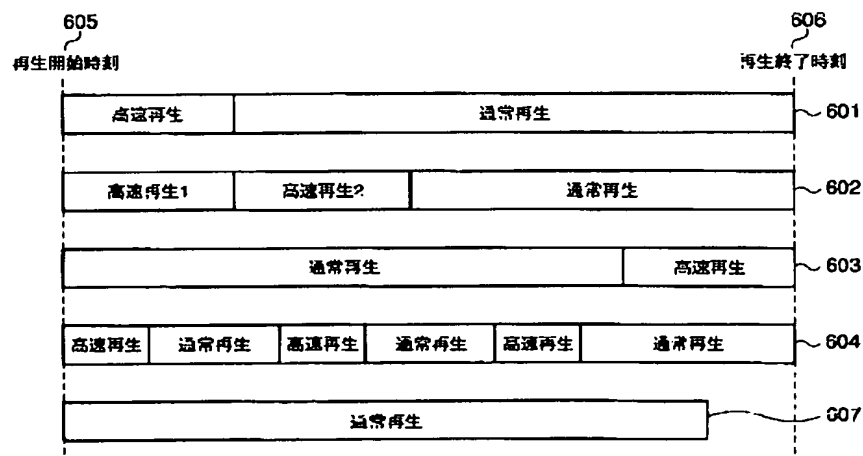 605
606
再生開始時刻
再生終了時刻
高速再生
通常再生
601
高速再生1
高速再生2
通常再生
602
通常再生
高速再生
603
高速再生
通常再生
高速再生
通常再生
高速再生
通常再生
604
通常再生
607